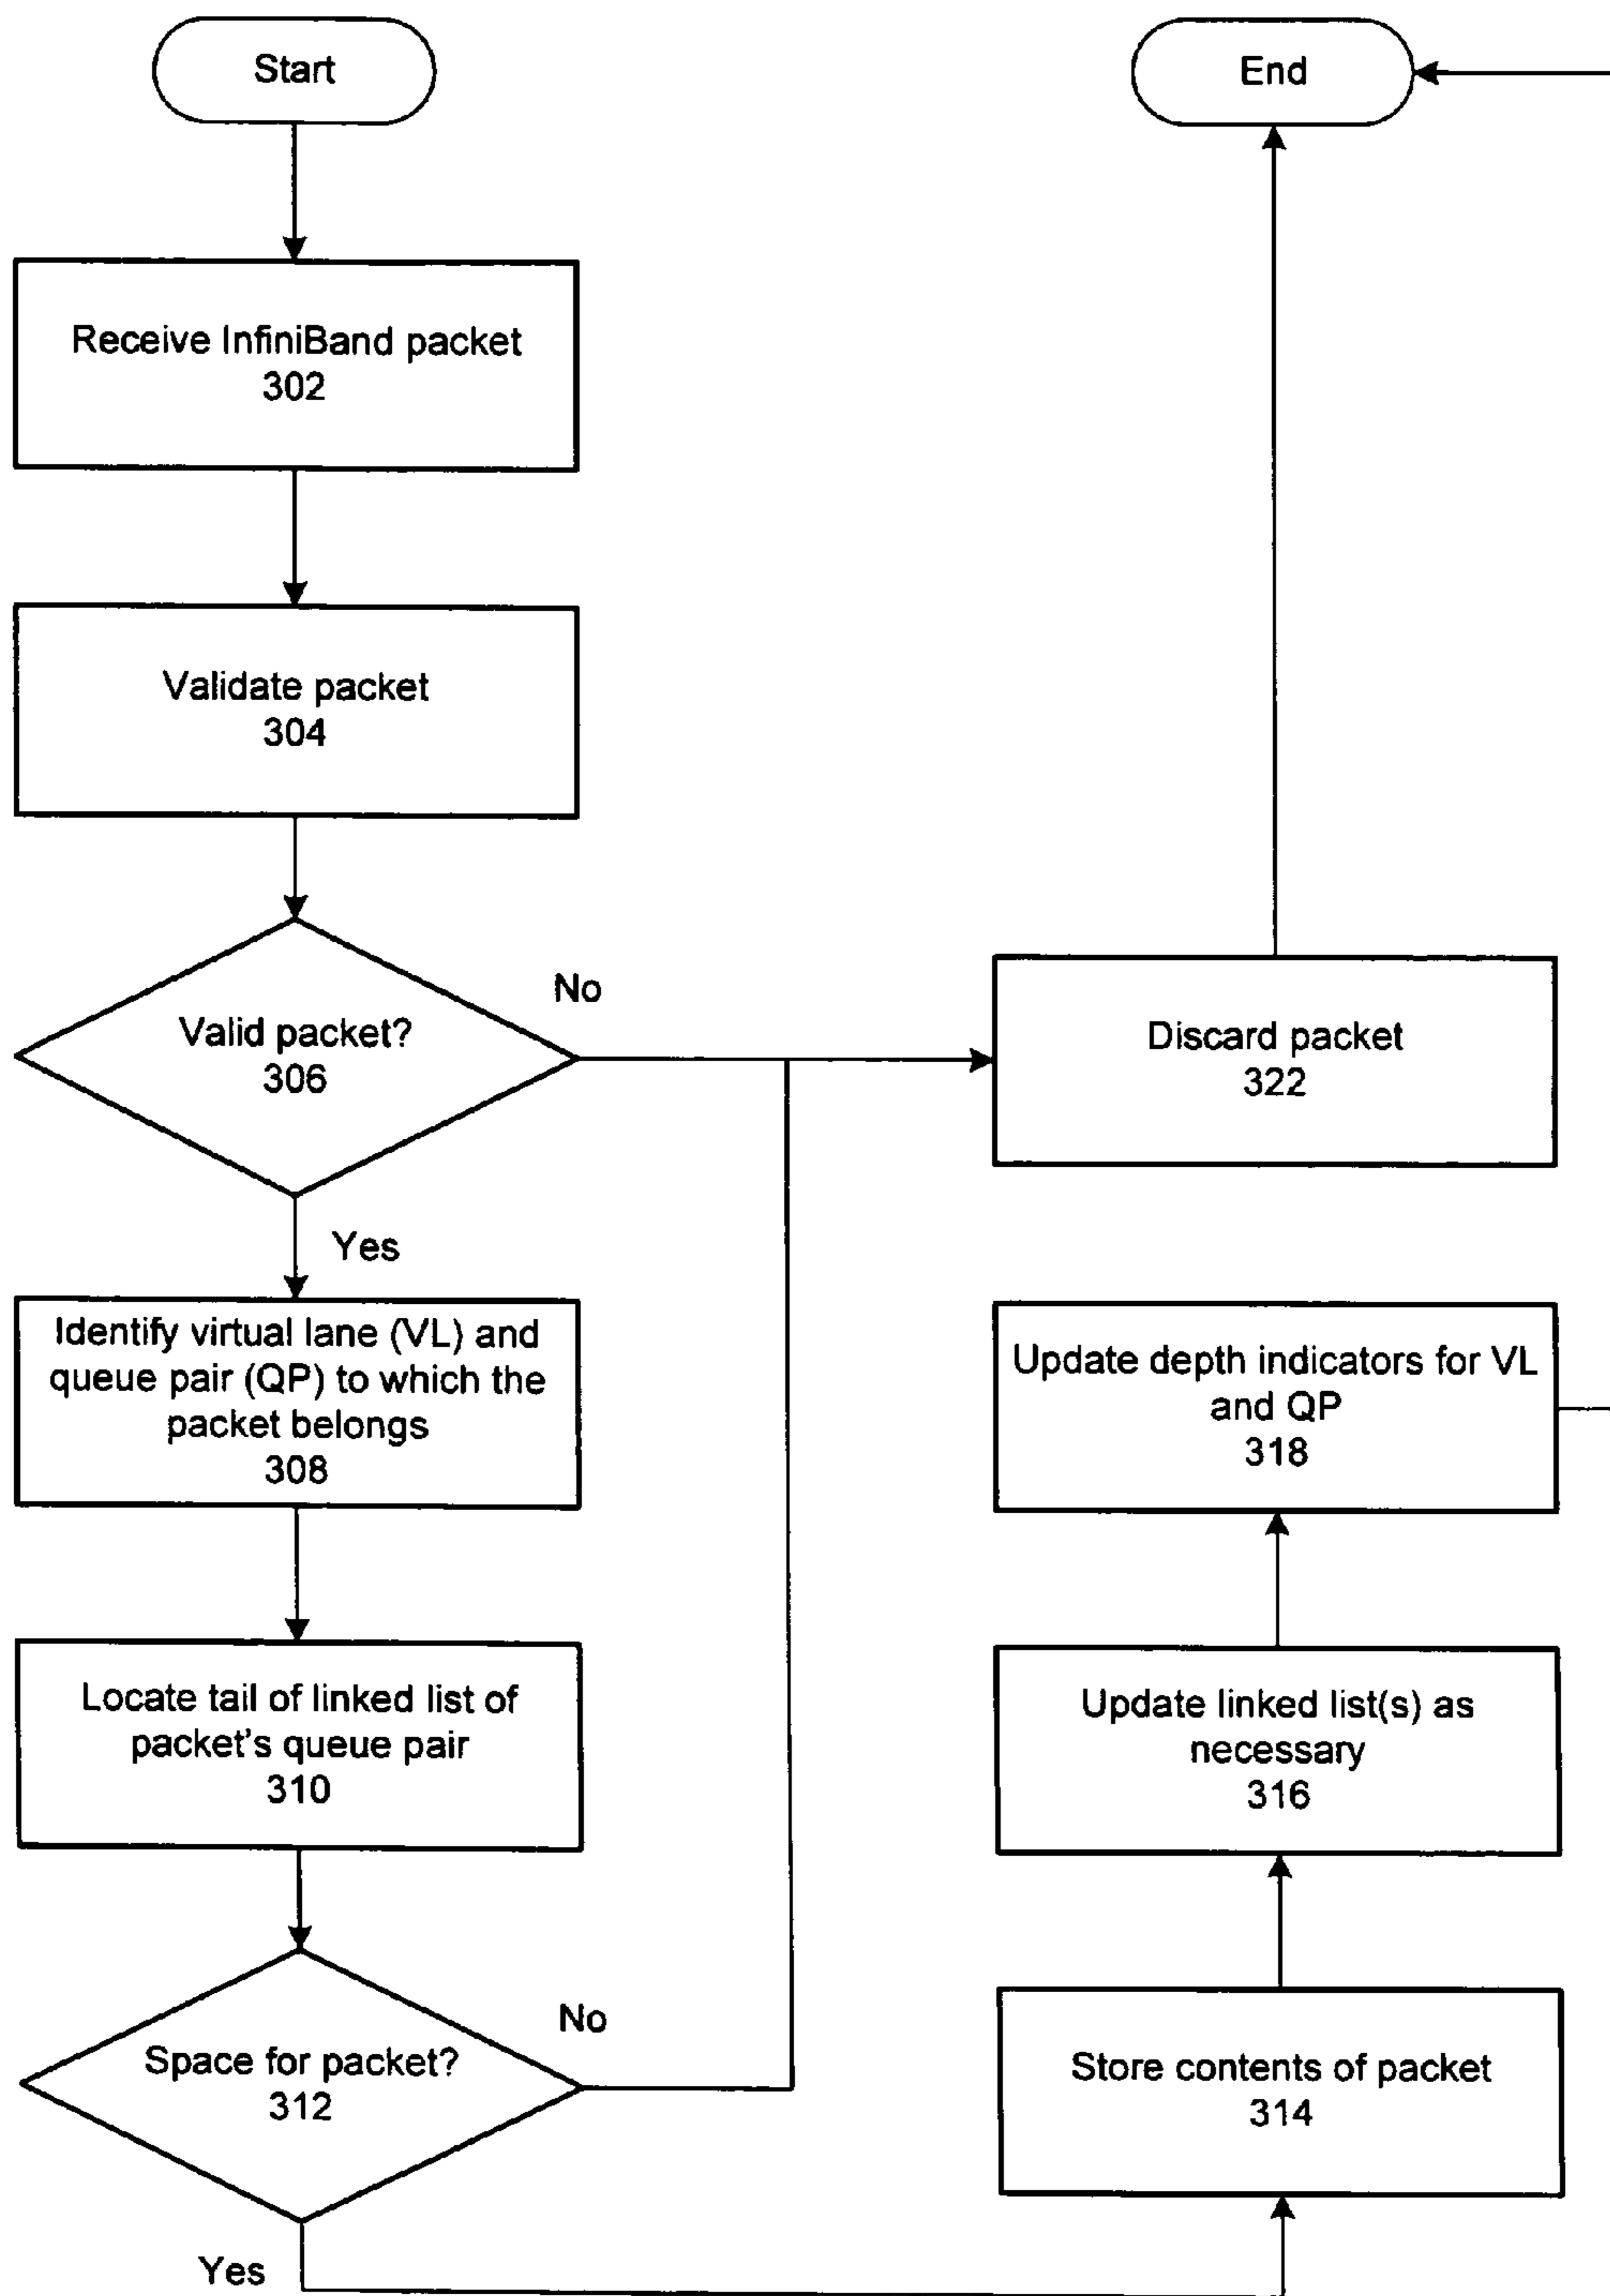 Start
Receive InfiniBand packet
302
Validate packet
304
Valid packet?
306
No
Yes
Identify virtual lane (VL) and
queue pair (QP) to which the
packet belongs
308
Locate tail of linked list of
packet's queue pair
310
Space for packet?
312
No
Yes
End
Discard packet
322
Update depth indicators for VL
and QP
318
Update linked list(s) as
necessary
316
Store contents of packet
314